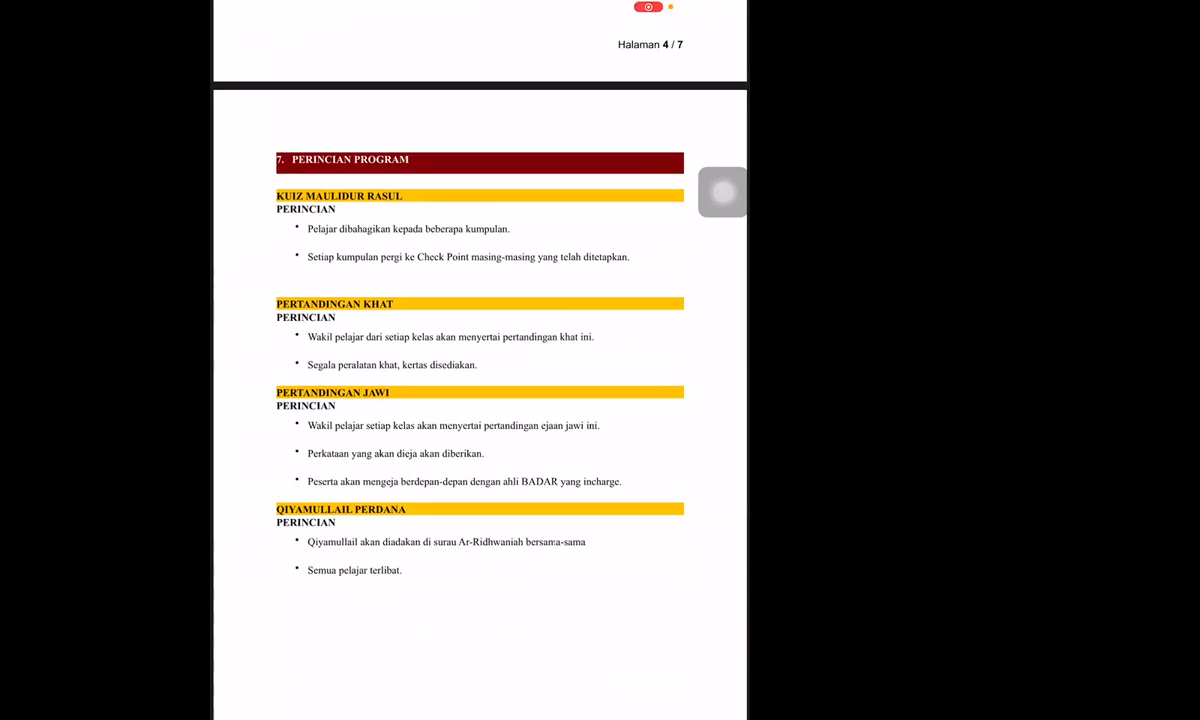 Halaman 4 / 7
7. PERINCIAN PROGRAM
KUIZ MAULIDUR RASUL
PERINCIAN
• Pelajar dibahagikan kepada beberapa kumpulan.
• Setiap kumpulan pergi ke Check Point masing-masing yang telah ditetapkan.
PERTANDINGAN KHAT
PERINCIAN
• Wakil pelajar dari setiap kelas akan menyertai pertandingan khat ini.
• Segala peralatan khat, kertas disediakan.
PERTANDINGAN JAWI
PERINCIAN
• Wakil pelajar setiap kelas akan menyertai pertandingan ejaan jawi ini.
• Perkataan yang akan dieja akan diberikan.
• Peserta akan mengeja berdepan-depan dengan ahli BADAR yang incharge.
QIYAMULLAIL PERDANA
PERINCIAN
• Qiyamullail akan diadakan di surau Ar-Ridhwaniah bersama-sama
• Semua pelajar terlibat.